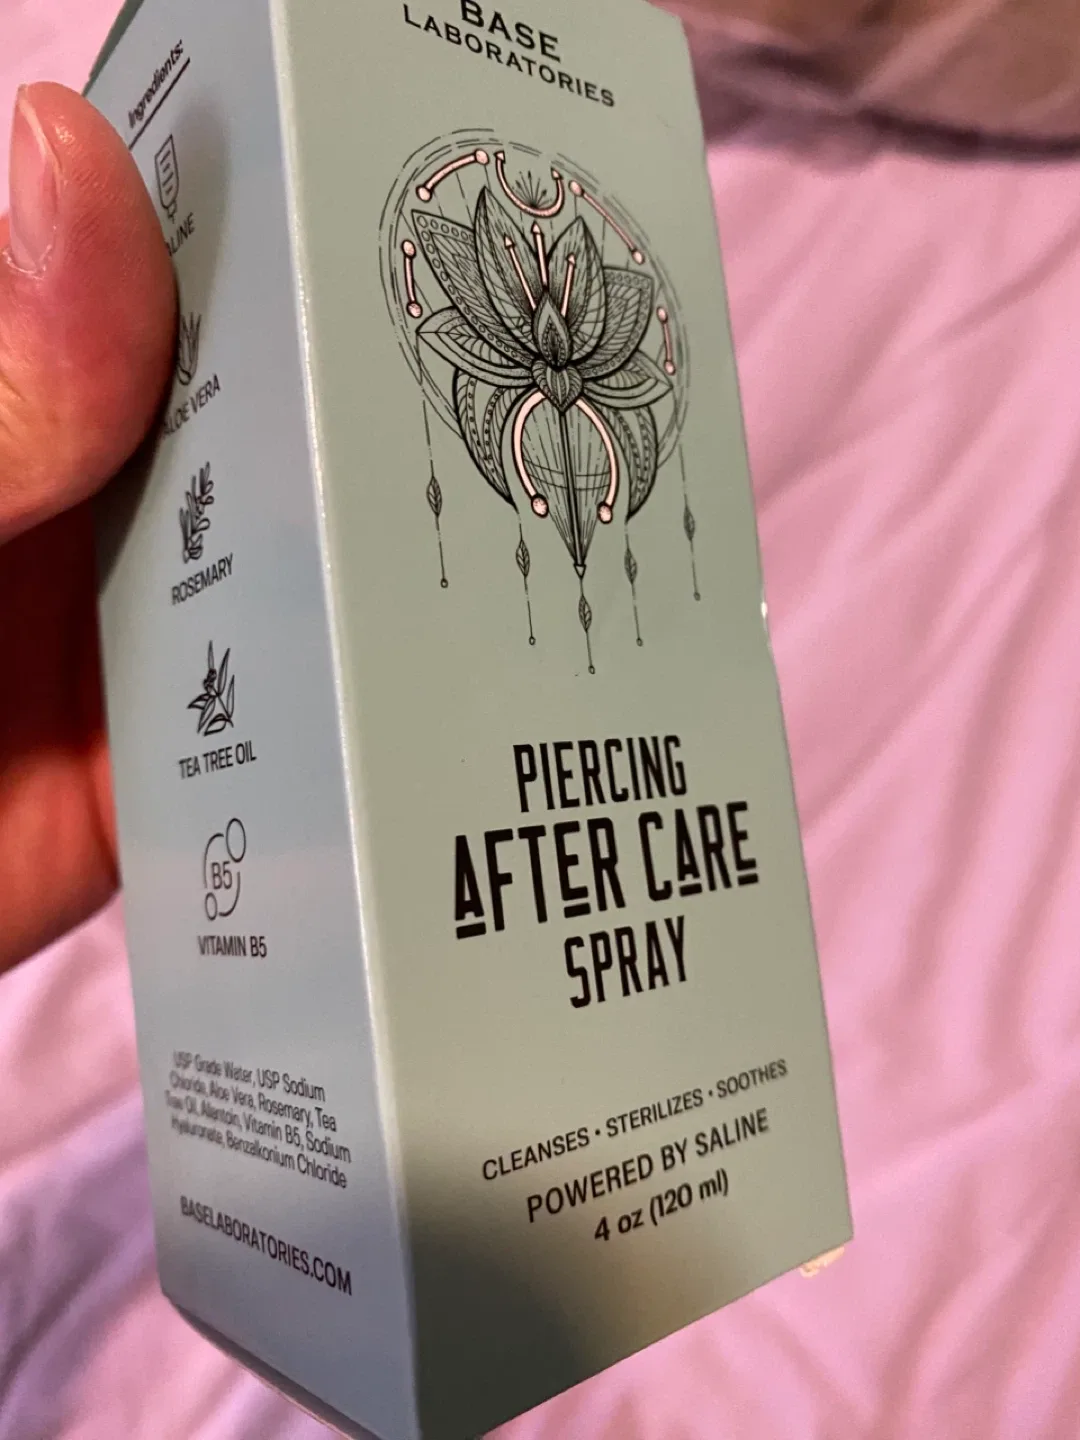 BASE
LABORATORIES
PIERCING
AFTER CARE
SPRAY
CLEANSES • STERILIZES • SOOTHES
POWERED BY SALINE
4 oz (120 ml)
Ingredients:
ALOE VERA
ROSEMARY
TEA TREE OIL
B5
VITAMIN B5
USP Grade Water, USP Sodium
Chloride, Aloe Vera, Rosemary, Tea
Tree Oil, Allantoin, Vitamin B5, Sodium
Hyaluronate, Benzalkonium Chloride
BASELABORATORIES.COM